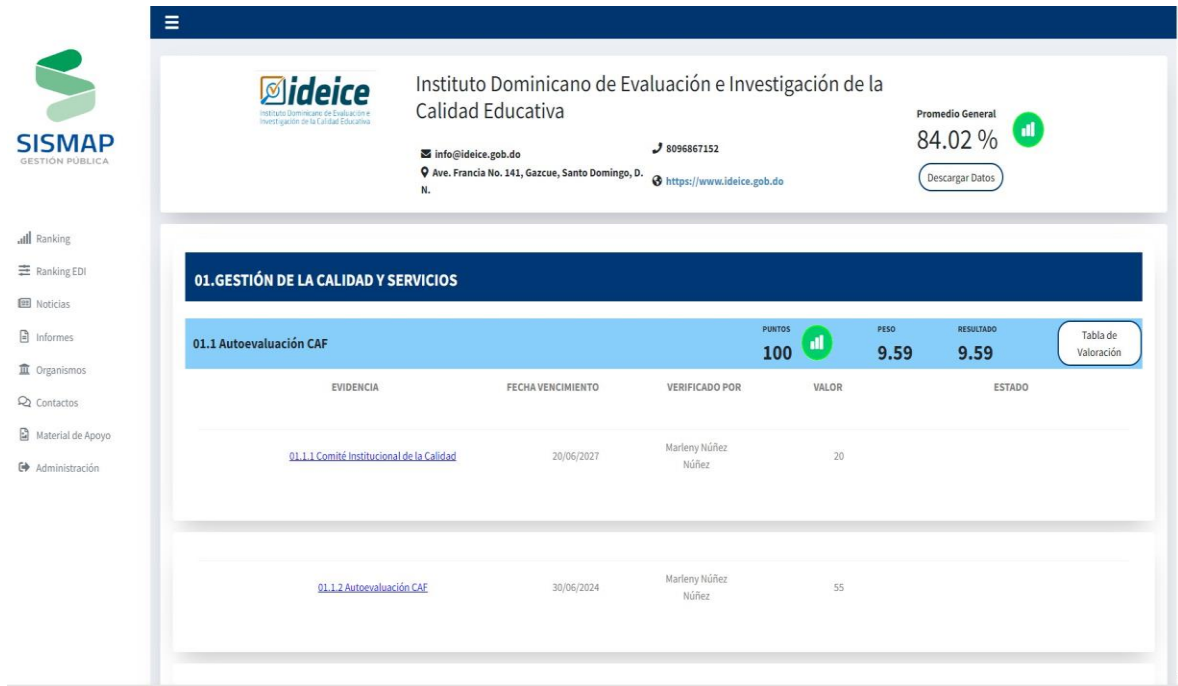 SISMAP
GESTIÓN PÚBLICA
Ranking
Ranking EDI
Noticias
Informes
Organismos
Contactos
Material de Apoyo
Administración
ideice
Instituto Dominicano de Evaluación e
Investigación de la Calidad Educativa
Instituto Dominicano de Evaluación e Investigación de la
Calidad Educativa
info@ideice.gob.do
Ave. Francia No. 141, Gazcue, Santo Domingo, D.
N.
8096867152
https://www.ideice.gob.do
Promedio General
84.02 %
Descargar Datos
01.GESTIÓN DE LA CALIDAD Y SERVICIOS
01.1 Autoevaluación CAF
PUNTOS
100
PESO
9.59
RESULTADO
9.59
Tabla de
Valoración
EVIDENCIA FECHA VENCIMIENTO VERIFICADO POR VALOR ESTADO
01.1.1 Comité Institucional de la Calidad 20/06/2027 Marleny Núñez
Núñez 20
01.1.2 Autoevaluación CAF 30/06/2024 Marleny Núñez
Núñez 55